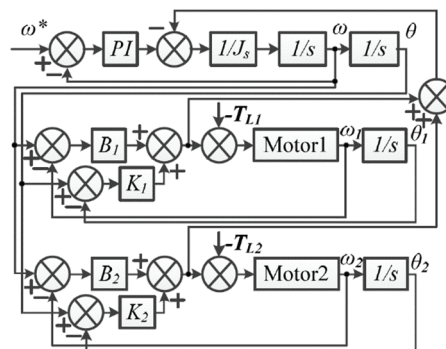 ω* PI 1/Js 1/s ω 1/s θ
B1 -TL1 Motor1 ω1 1/s θ1
K1
B2 -TL2 Motor2 ω2 1/s θ2
K2